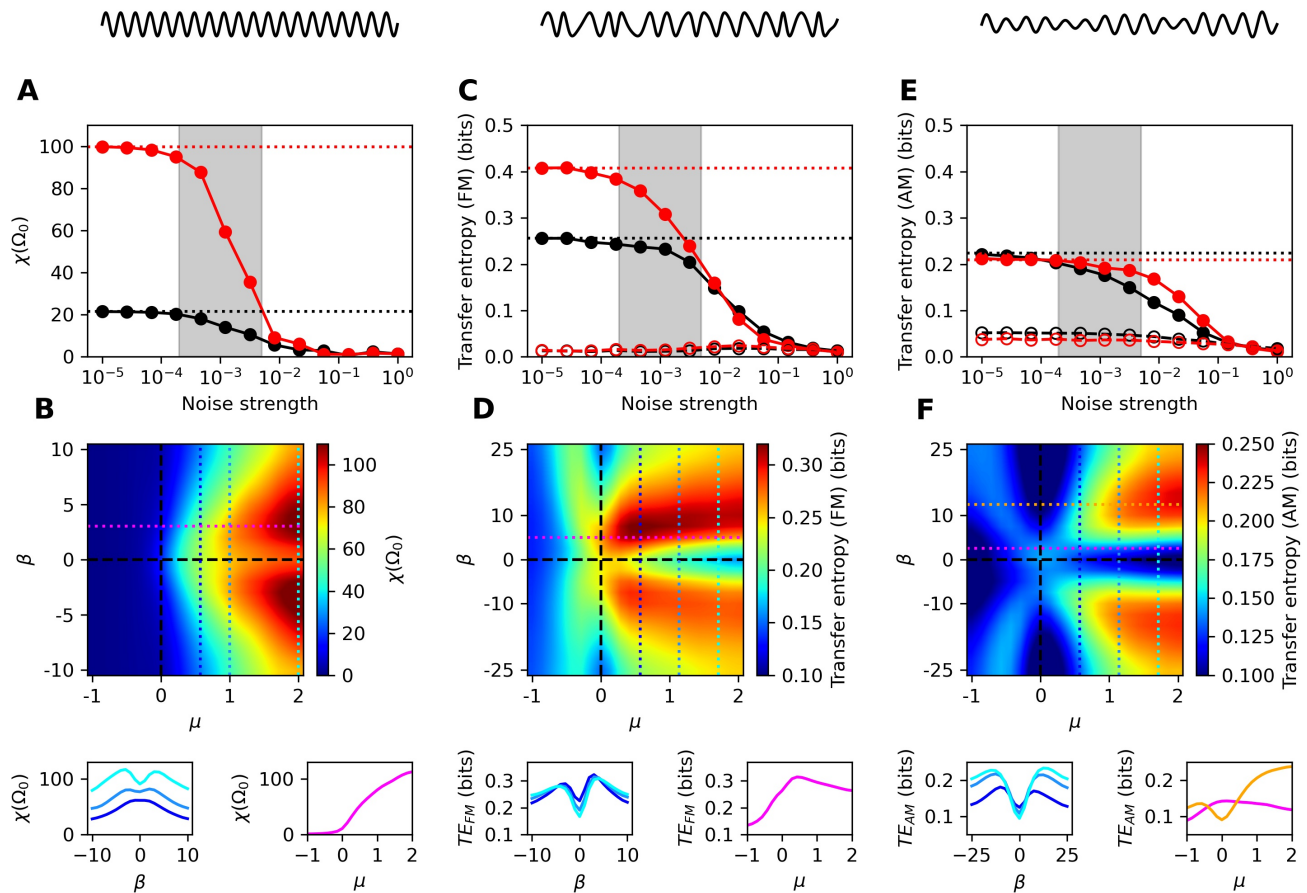 A
χ(Ω₀)
100
80
60
40
20
0
10⁻⁵ 10⁻⁴ 10⁻³ 10⁻² 10⁻¹ 10⁰
Noise strength
C
Transfer entropy (FM) (bits)
0.5
0.4
0.3
0.2
0.1
0.0
10⁻⁵ 10⁻⁴ 10⁻³ 10⁻² 10⁻¹ 10⁰
Noise strength
E
Transfer entropy (AM) (bits)
0.5
0.4
0.3
0.2
0.1
0.0
10⁻⁵ 10⁻⁴ 10⁻³ 10⁻² 10⁻¹ 10⁰
Noise strength
B
β
10
5
0
-5
-10
-1 0 1 2
μ
100
80
60
40
20
0
χ(Ω₀)
D
β
25
10
0
-10
-25
-1 0 1 2
μ
0.30
0.25
0.20
0.15
0.10
Transfer entropy (FM) (bits)
F
β
25
10
0
-10
-25
-1 0 1 2
μ
0.250
0.225
0.200
0.175
0.150
0.125
0.100
Transfer entropy (AM) (bits)
χ(Ω₀)
100
0
−10 0 10
β
χ(Ω₀)
100
0
−1 0 1 2
μ
TE_FM (bits)
0.3
0.2
0.1
−10 0 10
β
TE_FM (bits)
0.3
0.2
0.1
−1 0 1 2
μ
TE_AM (bits)
0.2
0.1
−25 0 25
β
TE_AM (bits)
0.2
0.1
−1 0 1 2
μ